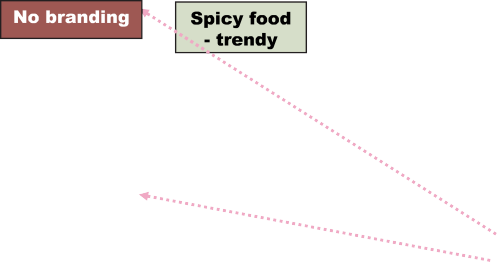 No branding
Spicy food
- trendy